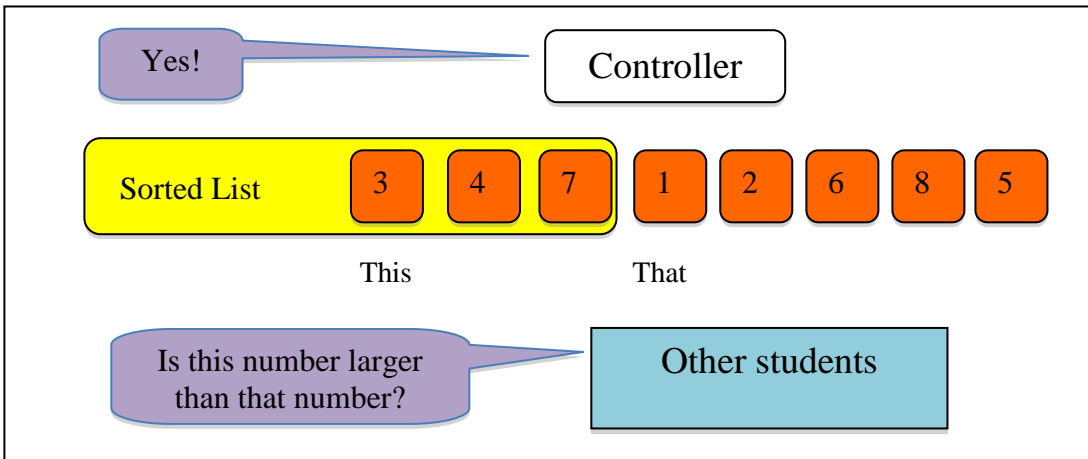 Yes!
Controller
Sorted List 3 4 7 1 2 6 8 5
This That
Is this number larger
than that number?
Other students